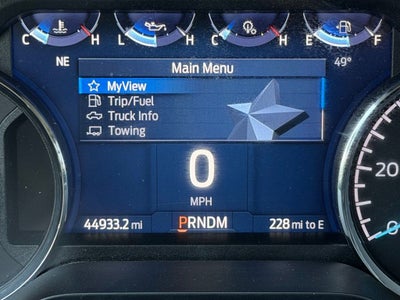 C H L H C H E F
NE Main Menu 49°
MyView
Trip/Fuel
Truck Info
Towing
0
MPH
44933.2 mi PRNDM 228 mi to E
20
0